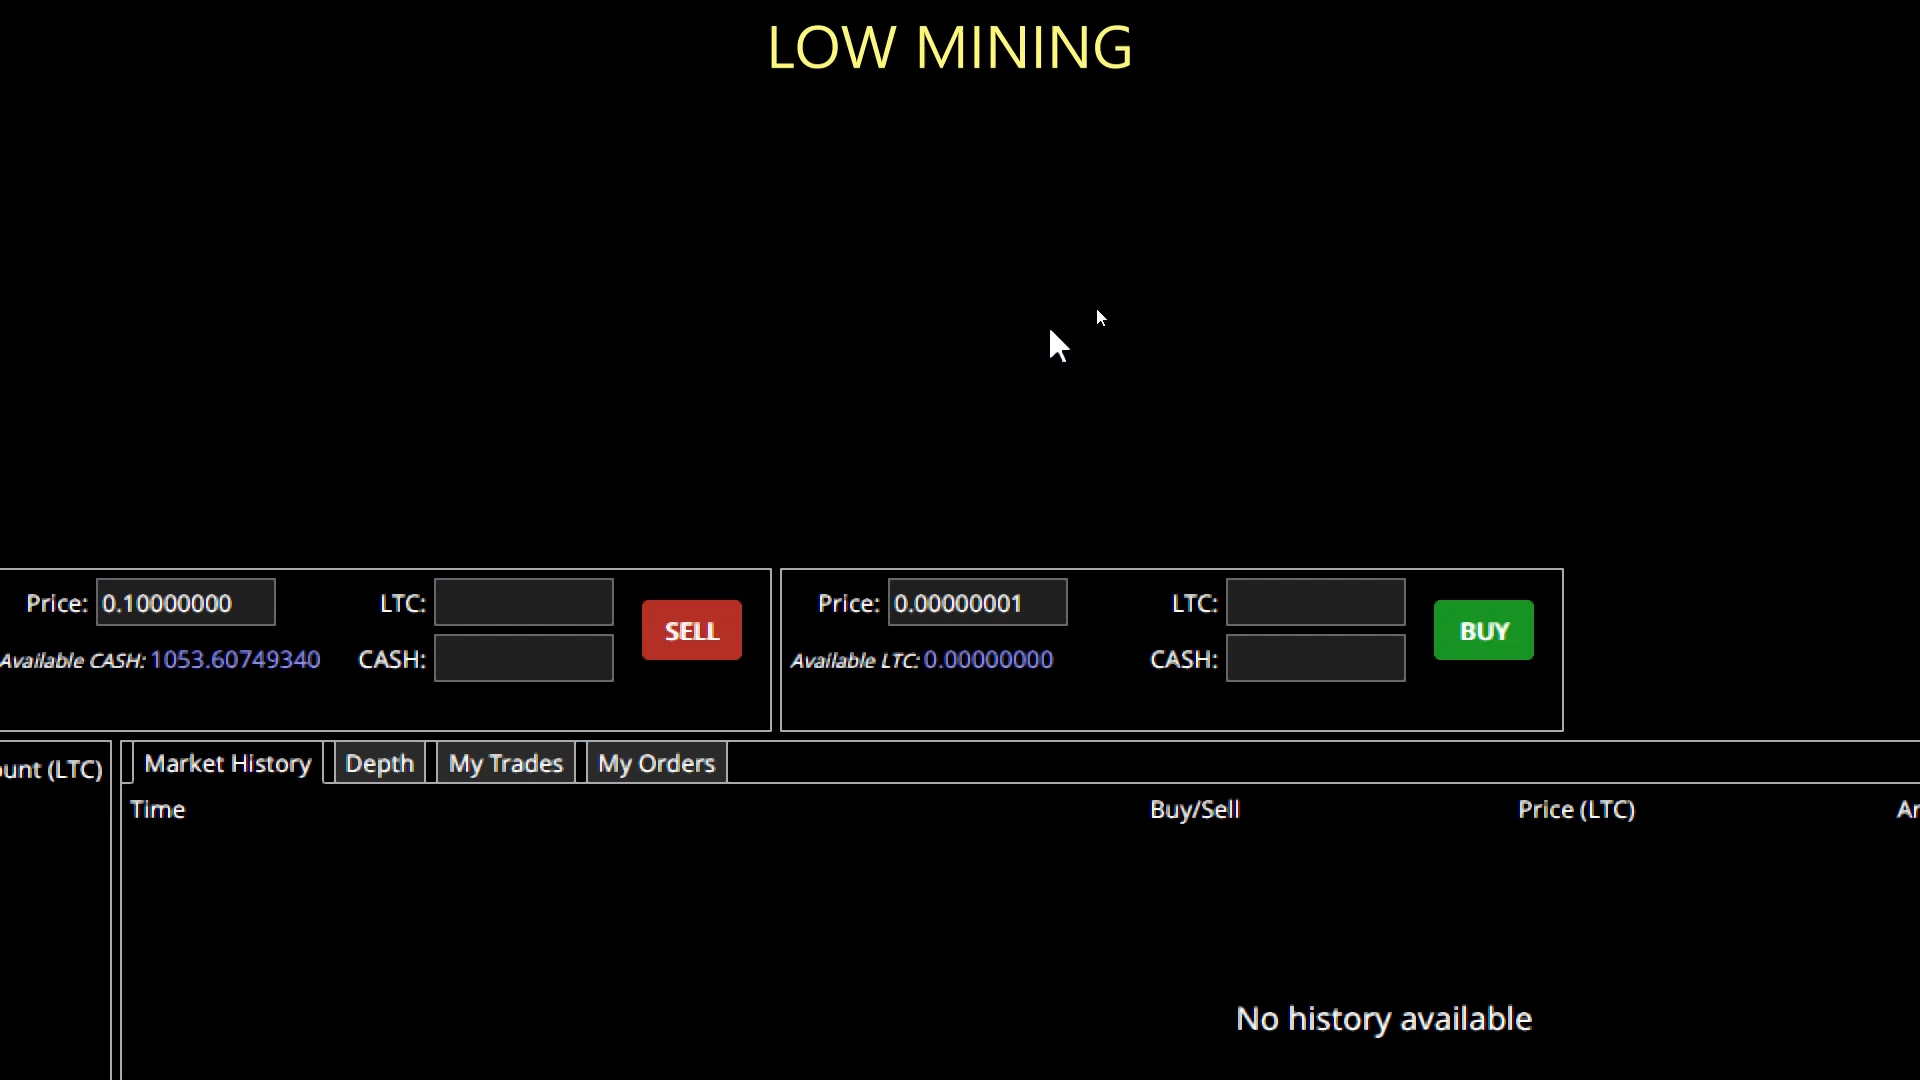 LOW MINING
Price: 0.10000000 LTC: SELL Price: 0.00000001 LTC: BUY
Available CASH: 1053.60749340 CASH: Available LTC: 0.00000000 CASH:
unt (LTC) Market History Depth My Trades My Orders
Time Buy/Sell Price (LTC)
No history available